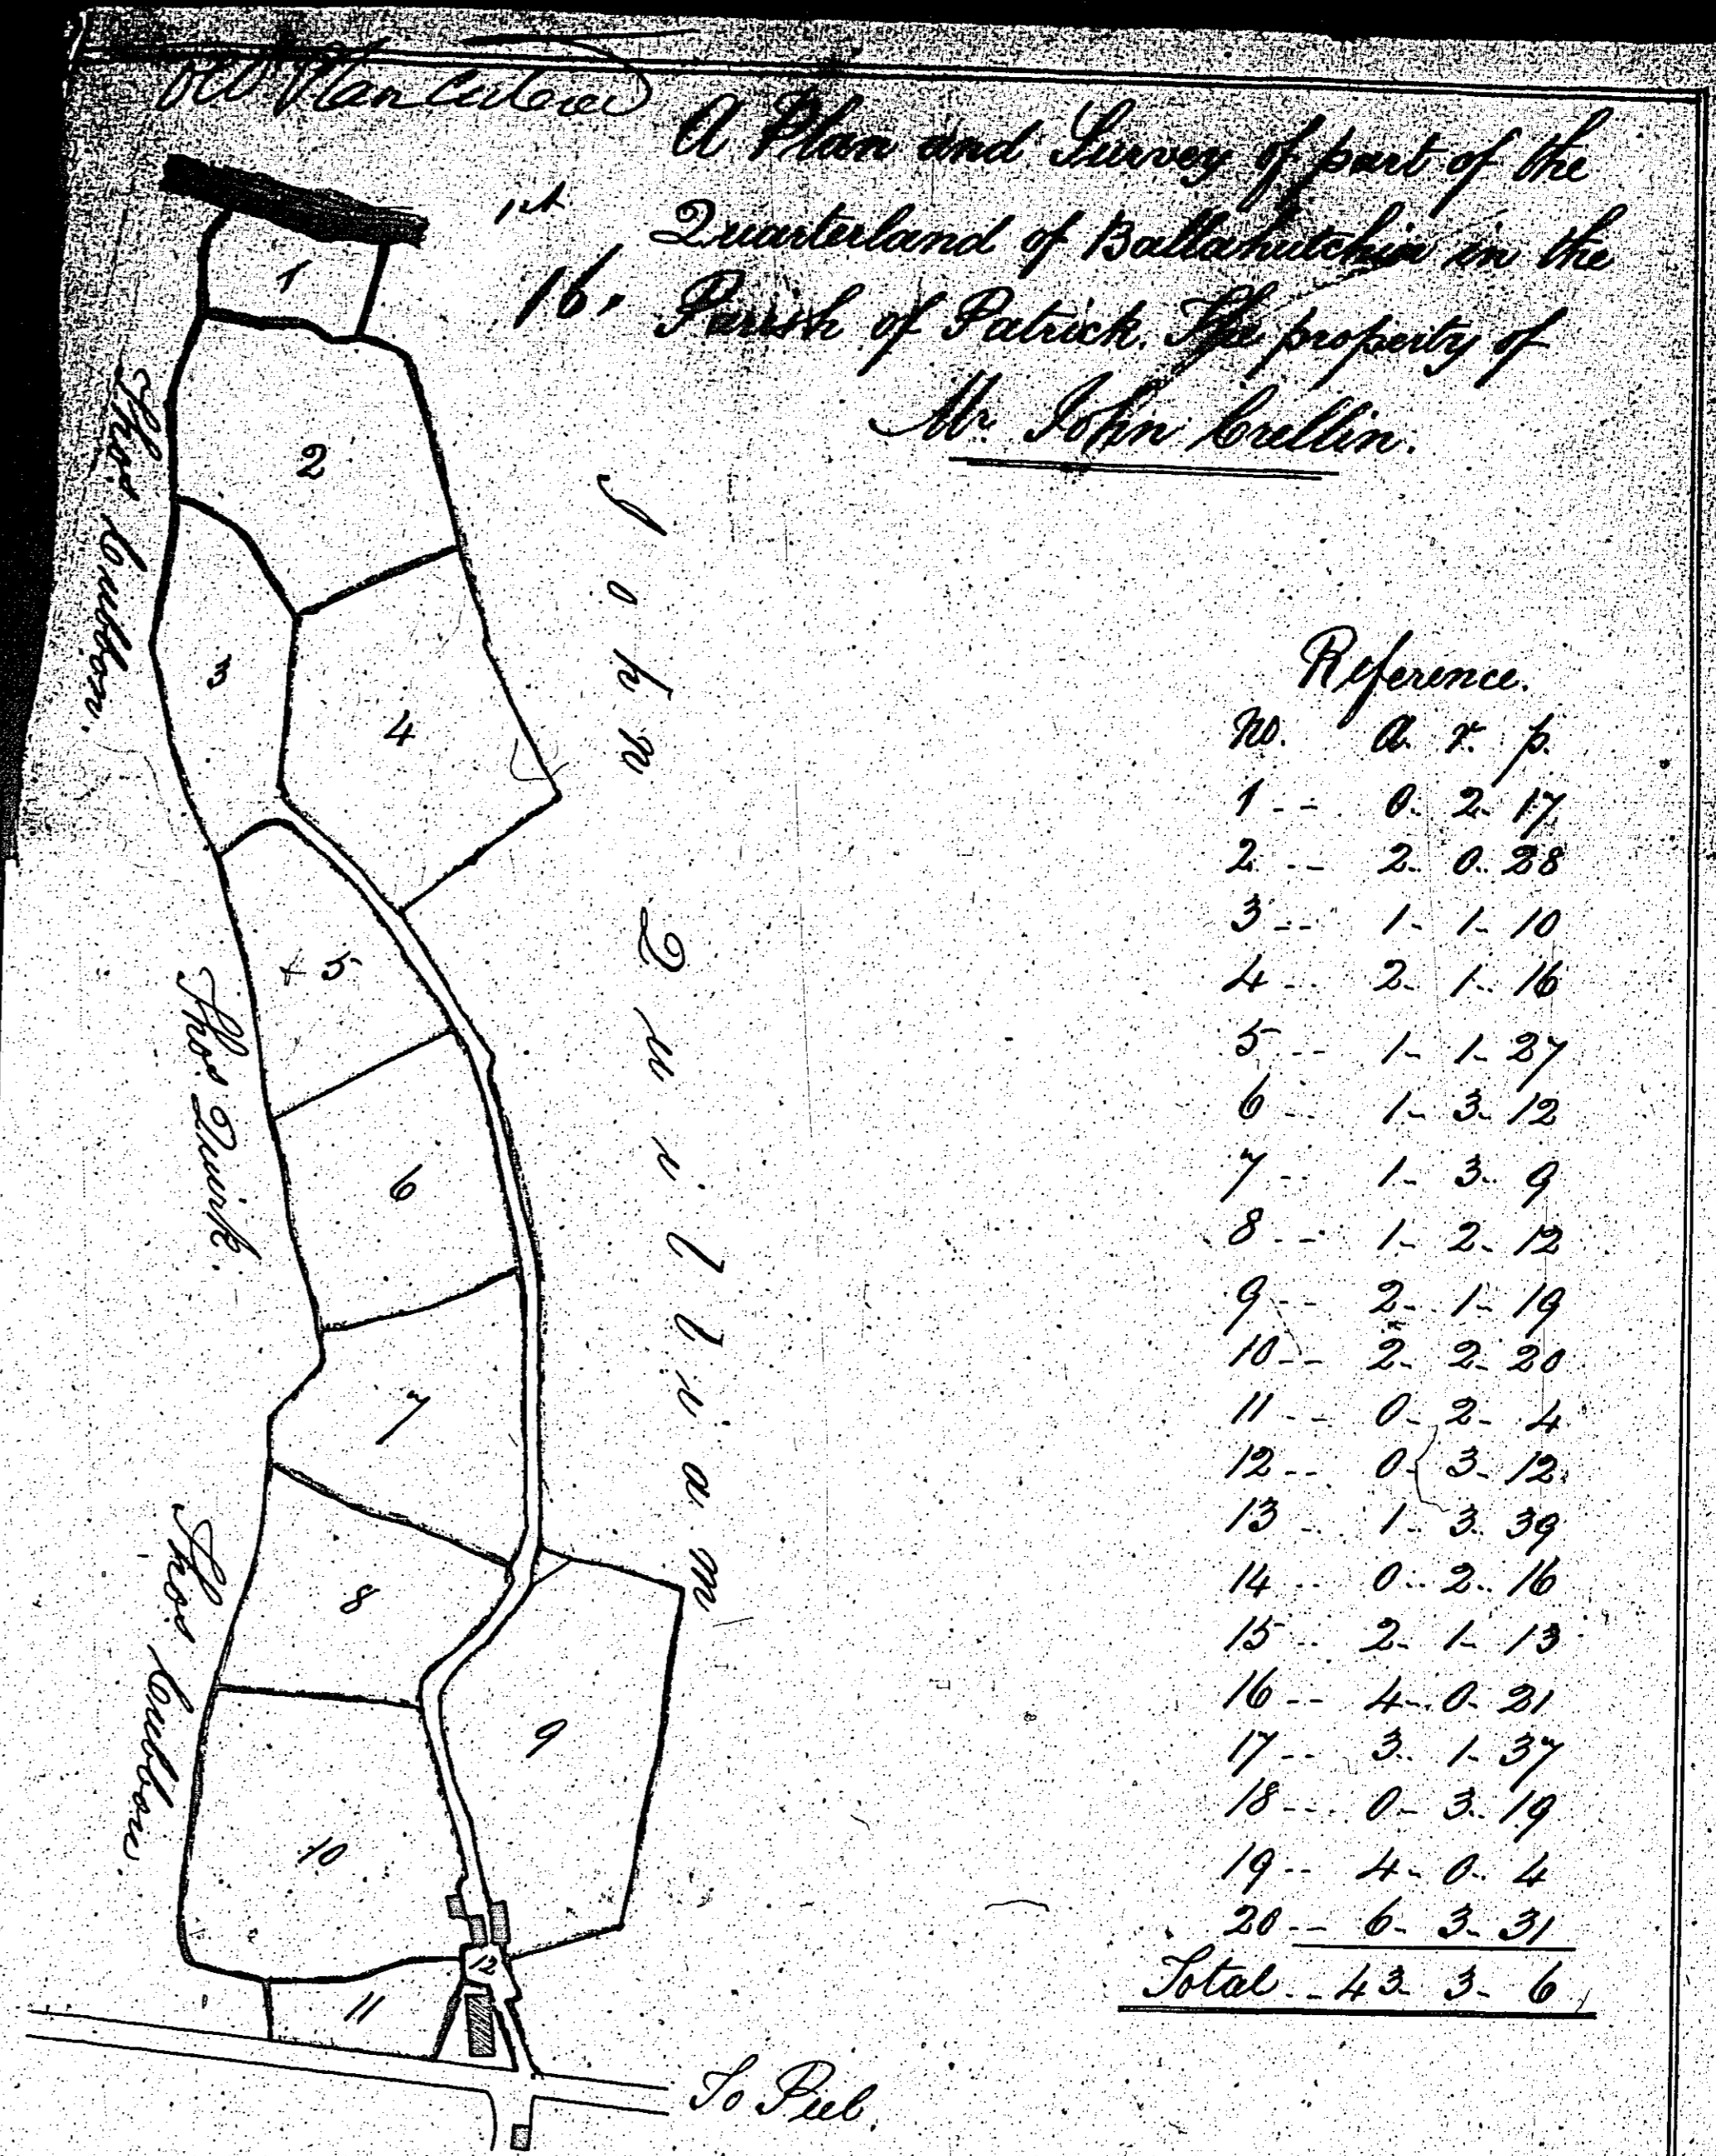 Old Plan Entered
A Plan and Survey of part of the
1st
Quarterland of Ballahutchin in the
16.
Parish of Patrick. The property of
Mr. John Crellin.
Thos Cubbon.
Thos Quirk.
Thos Cubbon.
John Quilliam
1
2
3
4
+ 5
6
7
8
9
10
11
12
To Peel.
Reference.
No. a. r. p.
1 -- 0. 2- 17
2 -- 2. 0. 28
3 -- 1- 1- 10
4 -- 2- 1- 16
5 -- 1- 1- 27
6 -- 1- 3- 12
7 -- 1- 3- 9
8 -- 1- 2- 12
9 -- 2- 1- 19
10 -- 2- 2- 20
11 -- 0- 2- 4
12 -- 0- 3- 12
13 -- 1- 3- 39
14 -- 0- 2- 16
15 -- 2- 1- 13
16 -- 4- 0- 21
17 -- 3- 1- 37
18 -- 0- 3- 19
19 -- 4- 0- 4
20 -- 6- 3- 31
Total -- 43- 3- 6